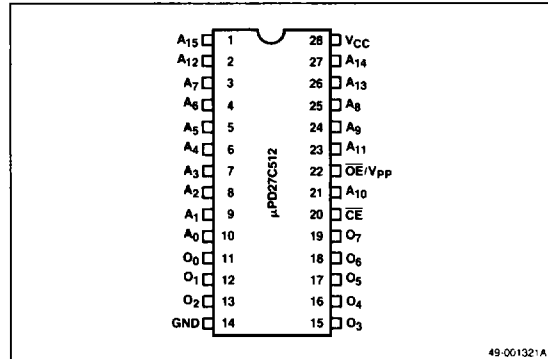 A15 1 28 VCC
A12 2 27 A14
A7 3 26 A13
A6 4 25 A8
A5 5 24 A9
A4 6 23 A11
A3 7 22 OE/VPP
A2 8 21 A10
A1 9 20 CE
A0 10 19 O7
O0 11 18 O6
O1 12 17 O5
O2 13 16 O4
GND 14 15 O3
μPD27C512
49-001321A